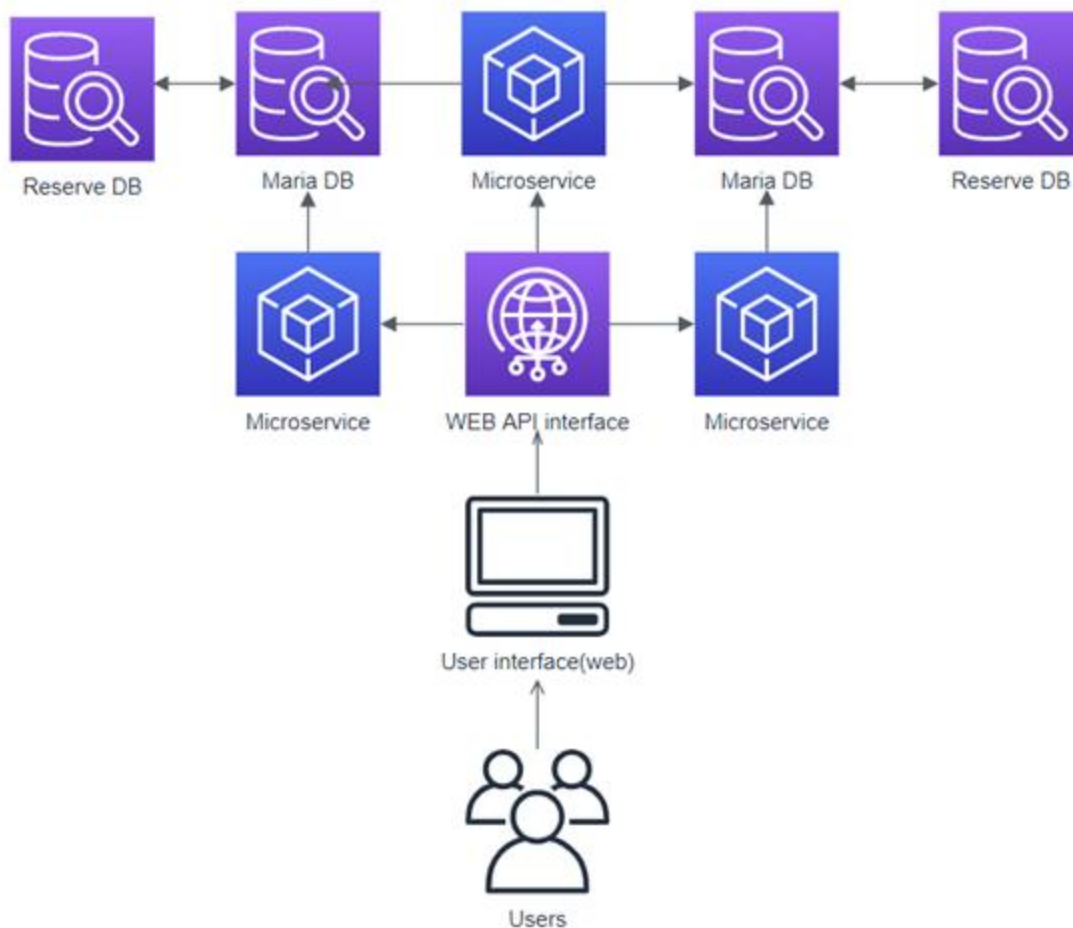 Reserve DB
Maria DB
Microservice
Maria DB
Reserve DB
Microservice
WEB API interface
Microservice
User interface(web)
Users